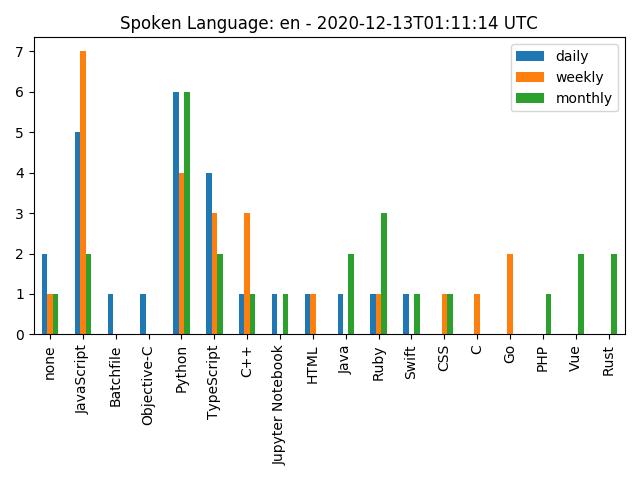 Spoken Language: en - 2020-12-13T01:11:14 UTC
daily
weekly
monthly
7
6
5
4
3
2
1
0
none
JavaScript
Batchfile
Objective-C
Python
TypeScript
C++
Jupyter Notebook
HTML
Java
Ruby
Swift
CSS
C
Go
PHP
Vue
Rust